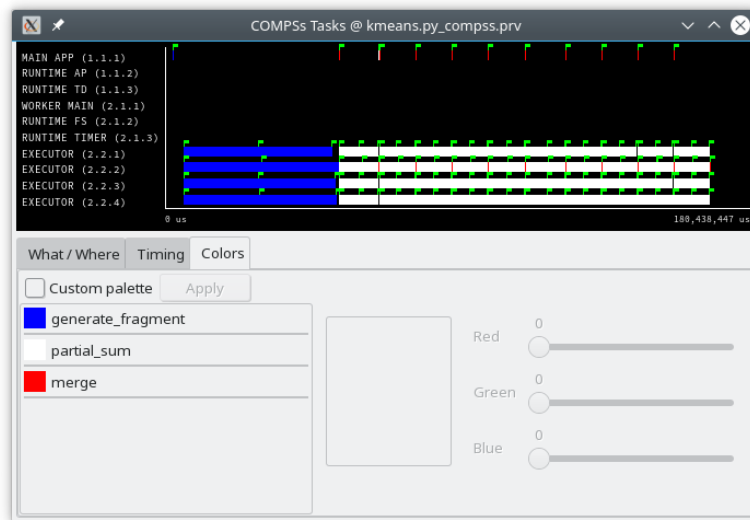 COMPSs Tasks @ kmeans.py_compss.prv
MAIN APP (1.1.1)
RUNTIME AP (1.1.2)
RUNTIME TD (1.1.3)
WORKER MAIN (2.1.1)
RUNTIME FS (2.1.2)
RUNTIME TIMER (2.1.3)
EXECUTOR (2.2.1)
EXECUTOR (2.2.2)
EXECUTOR (2.2.3)
EXECUTOR (2.2.4)
0 us 180,438,447 us
What / Where Timing Colors
Custom palette Apply
generate_fragment
partial_sum
merge
0
Red
0
Green
0
Blue